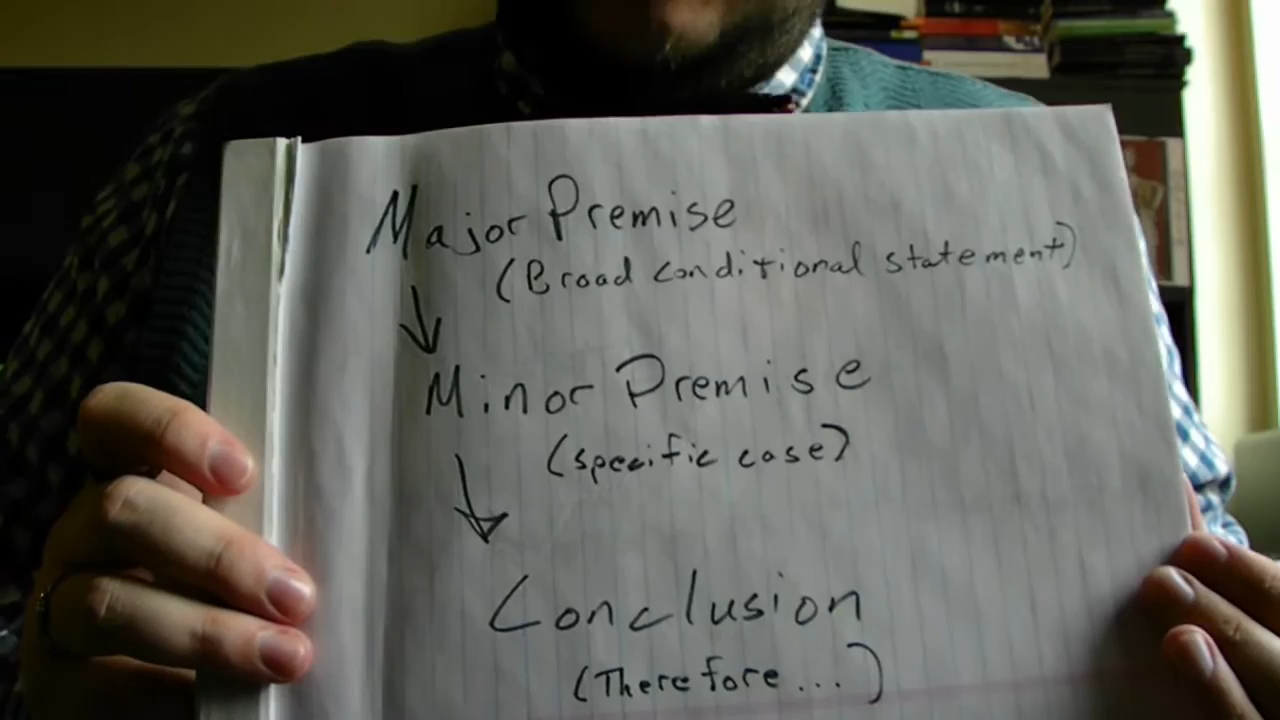 Major Premise
(Broad conditional statement)
Minor Premise
(specific case)
Conclusion
(Therefore...)